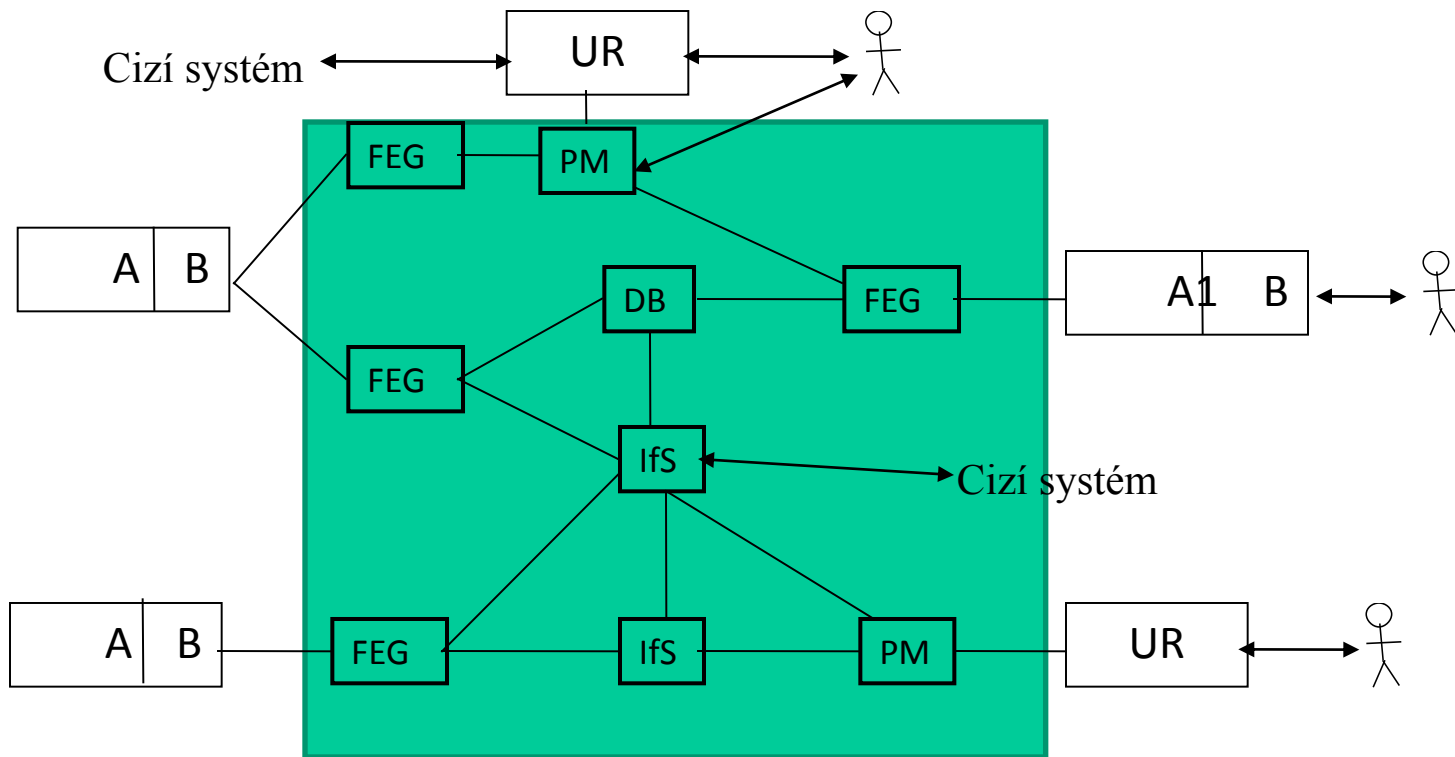 UR
Cizí systém
FEG
PM
A B
DB
FEG
A1 B
FEG
IfS
Cizí systém
A B
FEG
IfS
PM
UR